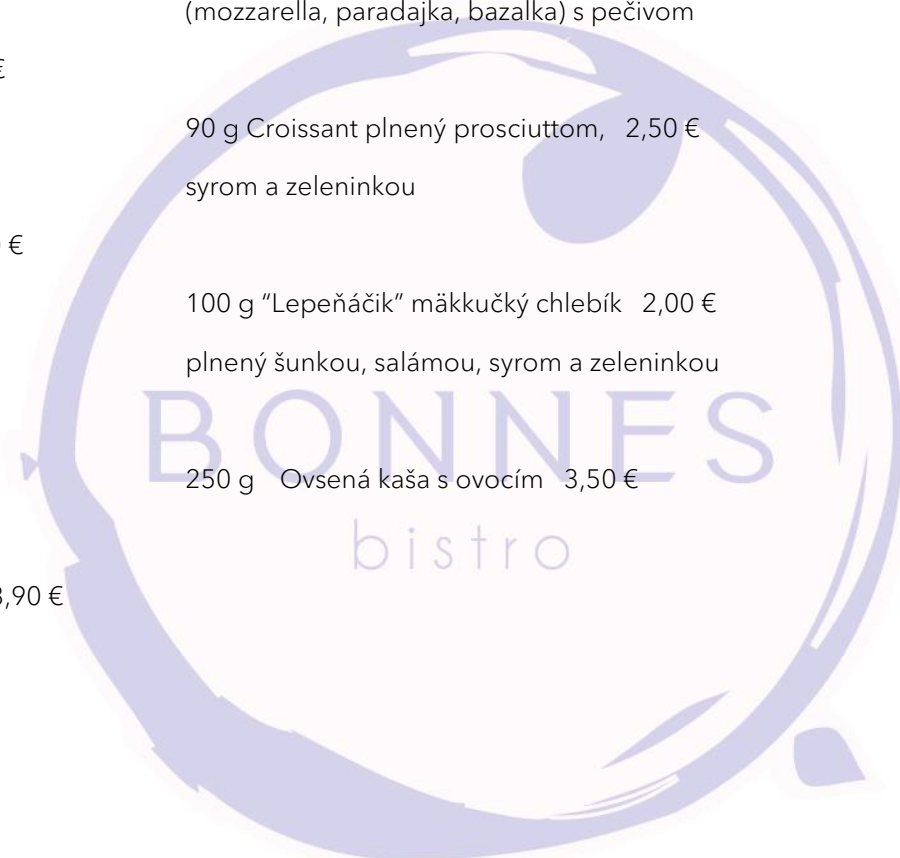 (mozzarella, paradajka, bazalka) s pečivom
€
90 g Croissant plnený prosciuttom, 2,50 €
syrom a zeleninkou
€
100 g “Lepeňáčik” mäkkučký chlebík 2,00 €
plnený šunkou, salámou, syrom a zeleninkou
BONNES
250 g Ovsená kaša s ovocím 3,50 €
bistro
,90 €